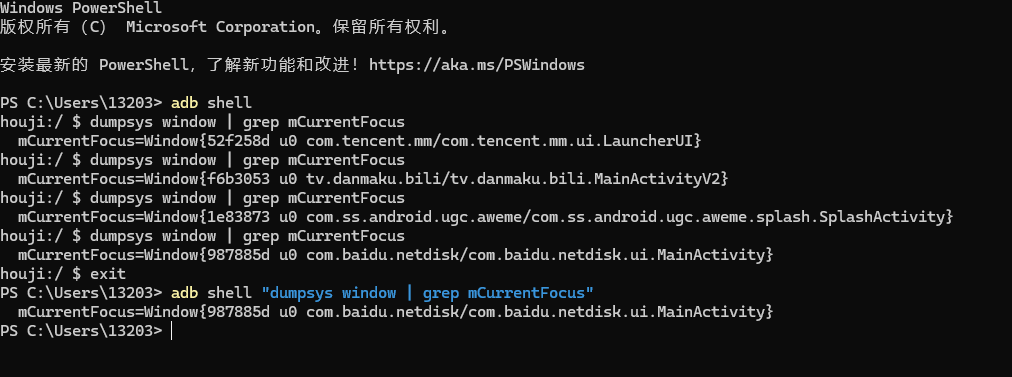 Windows PowerShell
版权所有 (C) Microsoft Corporation。保留所有权利。
安装最新的 PowerShell，了解新功能和改进！https://aka.ms/PSWindows
PS C:\Users\13203> adb shell
houji:/ $ dumpsys window | grep mCurrentFocus
  mCurrentFocus=Window{52f258d u0 com.tencent.mm/com.tencent.mm.ui.LauncherUI}
houji:/ $ dumpsys window | grep mCurrentFocus
  mCurrentFocus=Window{f6b3053 u0 tv.danmaku.bili/tv.danmaku.bili.MainActivityV2}
houji:/ $ dumpsys window | grep mCurrentFocus
  mCurrentFocus=Window{1e83873 u0 com.ss.android.ugc.aweme/com.ss.android.ugc.aweme.splash.SplashActivity}
houji:/ $ dumpsys window | grep mCurrentFocus
  mCurrentFocus=Window{987885d u0 com.baidu.netdisk/com.baidu.netdisk.ui.MainActivity}
houji:/ $ exit
PS C:\Users\13203> adb shell "dumpsys window | grep mCurrentFocus"
  mCurrentFocus=Window{987885d u0 com.baidu.netdisk/com.baidu.netdisk.ui.MainActivity}
PS C:\Users\13203>